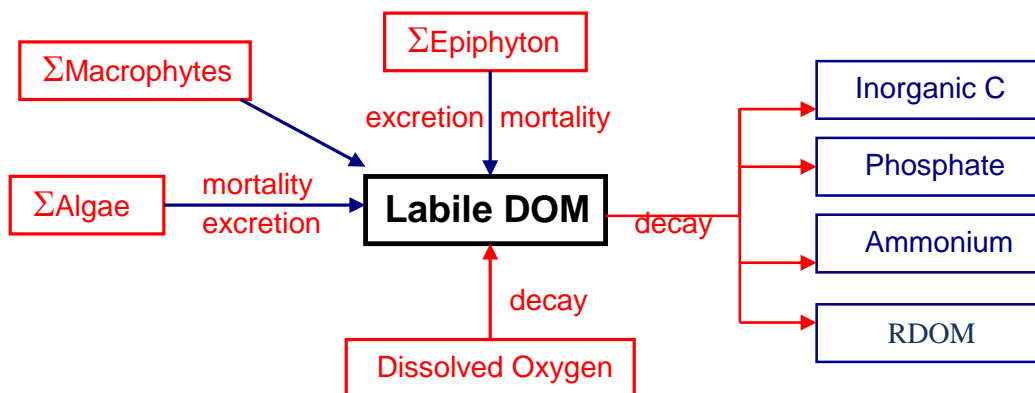 ΣEpiphyton
ΣMacrophytes
Inorganic C
excretion mortality
Phosphate
mortality
ΣAlgae
excretion
Labile DOM
decay
Ammonium
decay
RDOM
Dissolved Oxygen